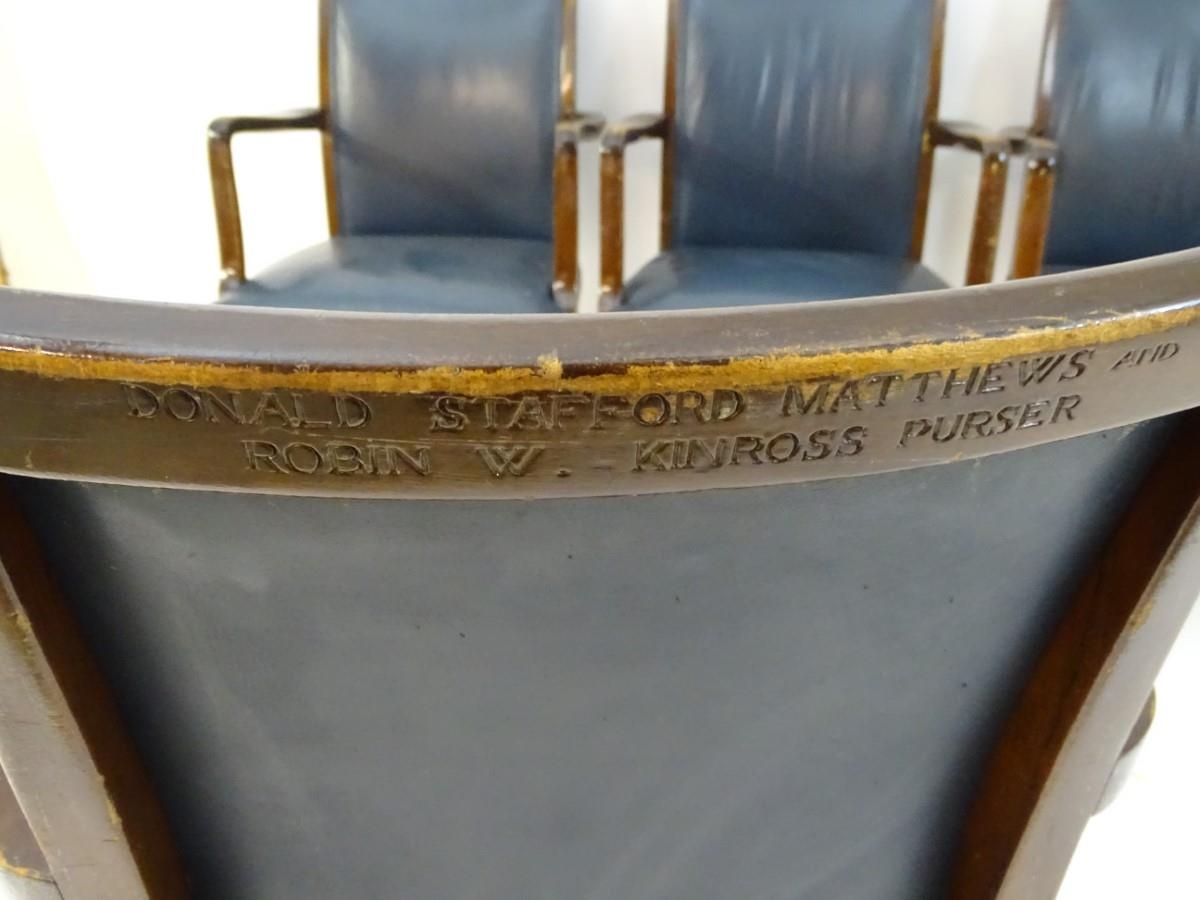 DONALD STAFFORD MATTHEWS AND
ROBIN W. KINROSS PURSER